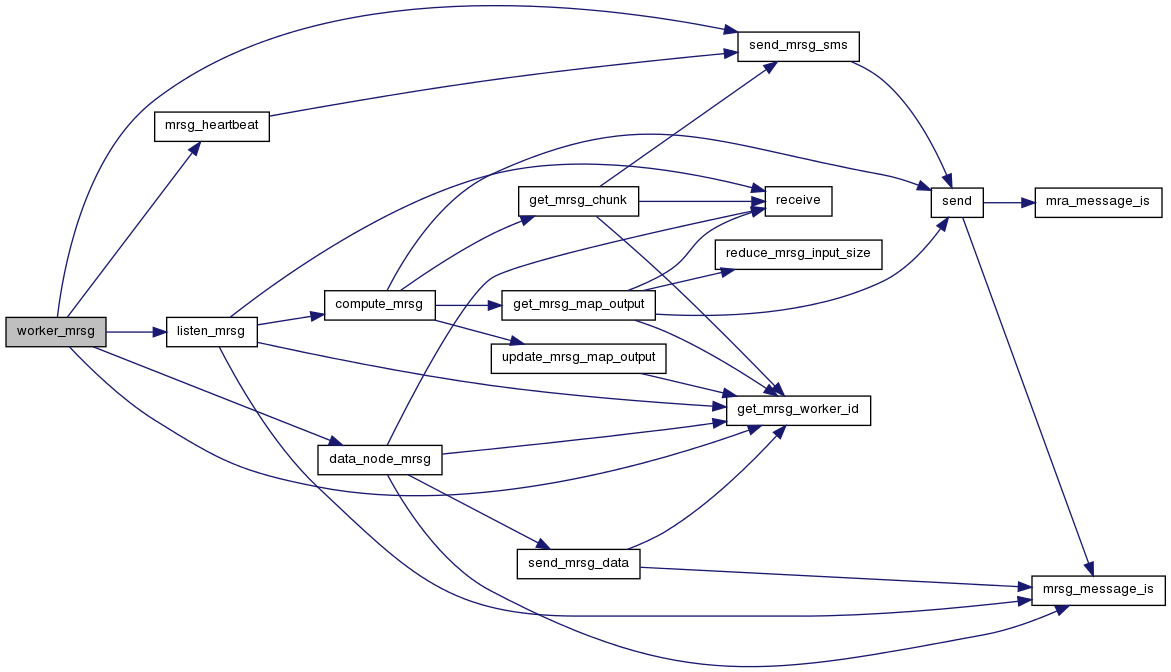 send_mrsg_sms
mrsg_heartbeat
get_mrsg_chunk
receive
send
mra_message_is
reduce_mrsg_input_size
compute_mrsg
get_mrsg_map_output
worker_mrsg
listen_mrsg
update_mrsg_map_output
get_mrsg_worker_id
data_node_mrsg
send_mrsg_data
mrsg_message_is